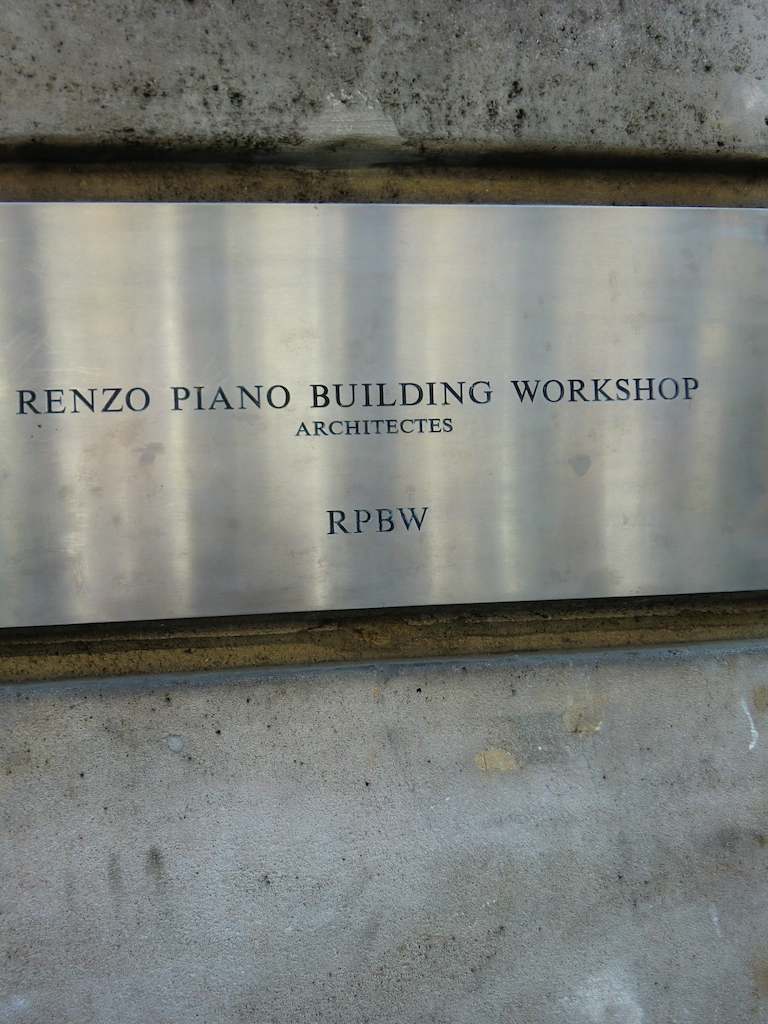 RENZO PIANO BUILDING WORKSHOP
ARCHITECTES
RPBW